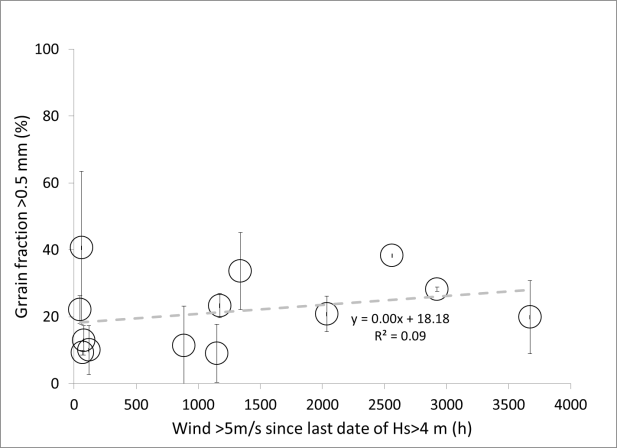 100
80
60
40
20
0
Grrain fraction >0.5 mm (%)
y = 0.00x + 18.18
R² = 0.09
0 500 1000 1500 2000 2500 3000 3500 4000
Wind >5m/s since last date of Hs>4 m (h)